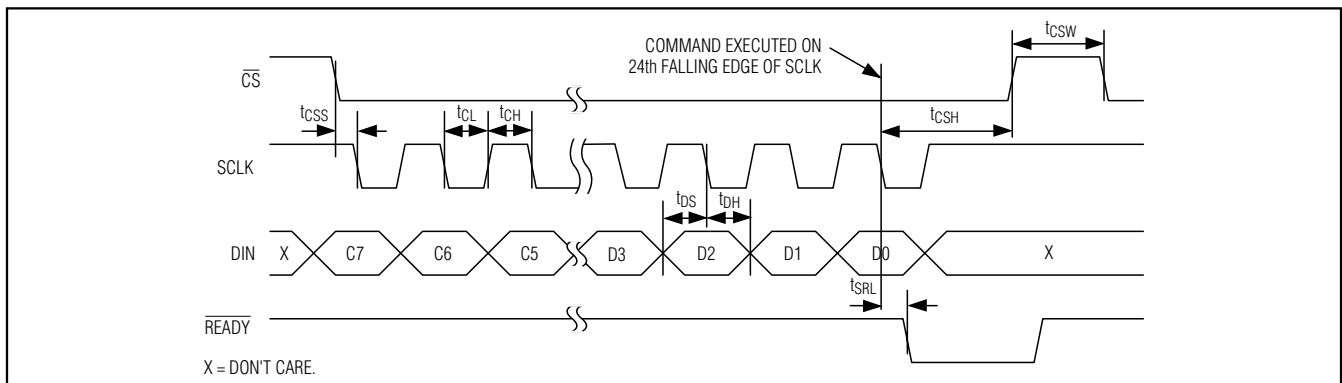 tCSW
COMMAND EXECUTED ON
24th FALLING EDGE OF SCLK
CS
tCSS
tCL
tCH
tCSH
SCLK
tDS
tDH
DIN
X
C7
C6
C5
D3
D2
D1
D0
X
tSRL
READY
X = DON'T CARE.